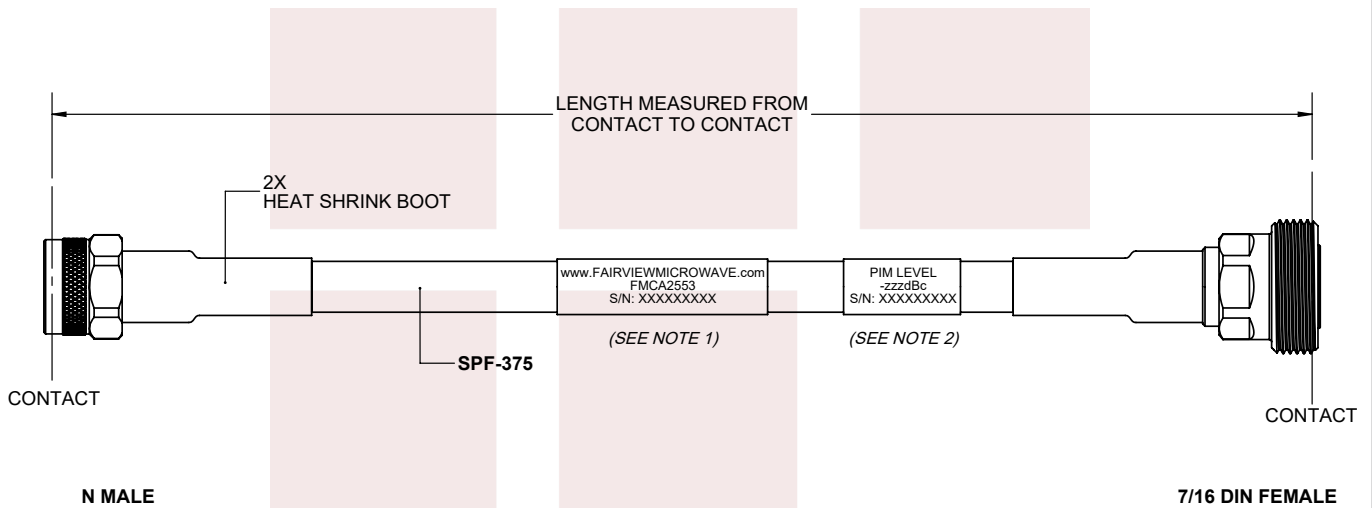 LENGTH MEASURED FROM
CONTACT TO CONTACT
2X
HEAT SHRINK BOOT
www.FAIRVIEWMICROWAVE.com
FMCA2553
S/N: XXXXXXXXX
PIM LEVEL
-zzzdBc
S/N: XXXXXXXXX
(SEE NOTE 1)
(SEE NOTE 2)
SPF-375
CONTACT
CONTACT
N MALE
7/16 DIN FEMALE